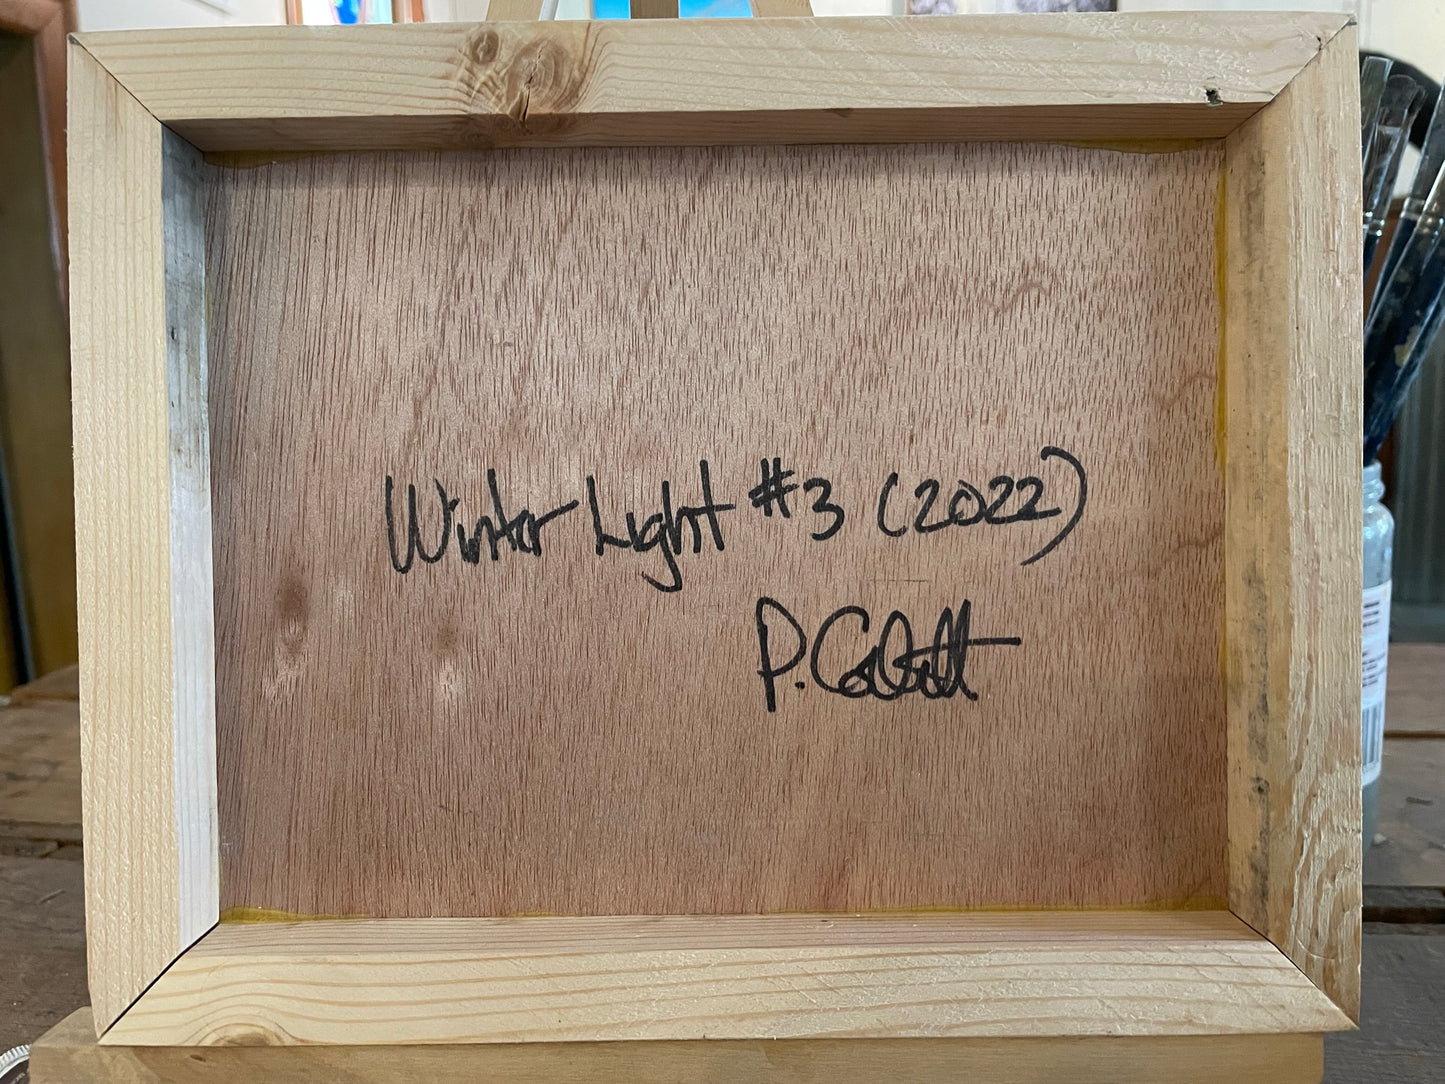 Winter Light #3 (2022)
P.